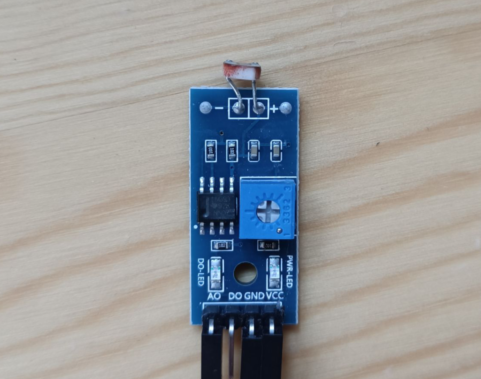 - +
DO-LED
PWR-LED
AO DO GND VCC